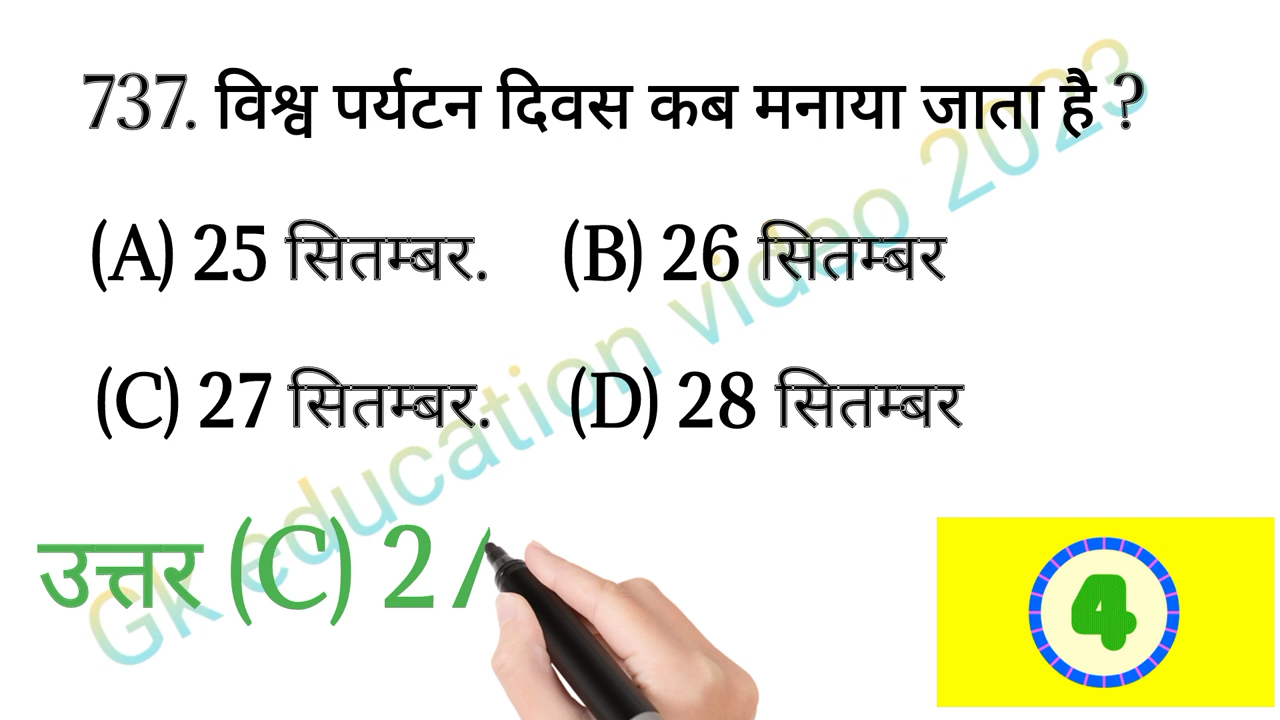 737. विश्व पर्यटन दिवस कब मनाया जाता है ?
(A) 25 सितम्बर. (B) 26 सितम्बर
(C) 27 सितम्बर. (D) 28 सितम्बर
उत्तर (C) 2
4
GK education video 2023